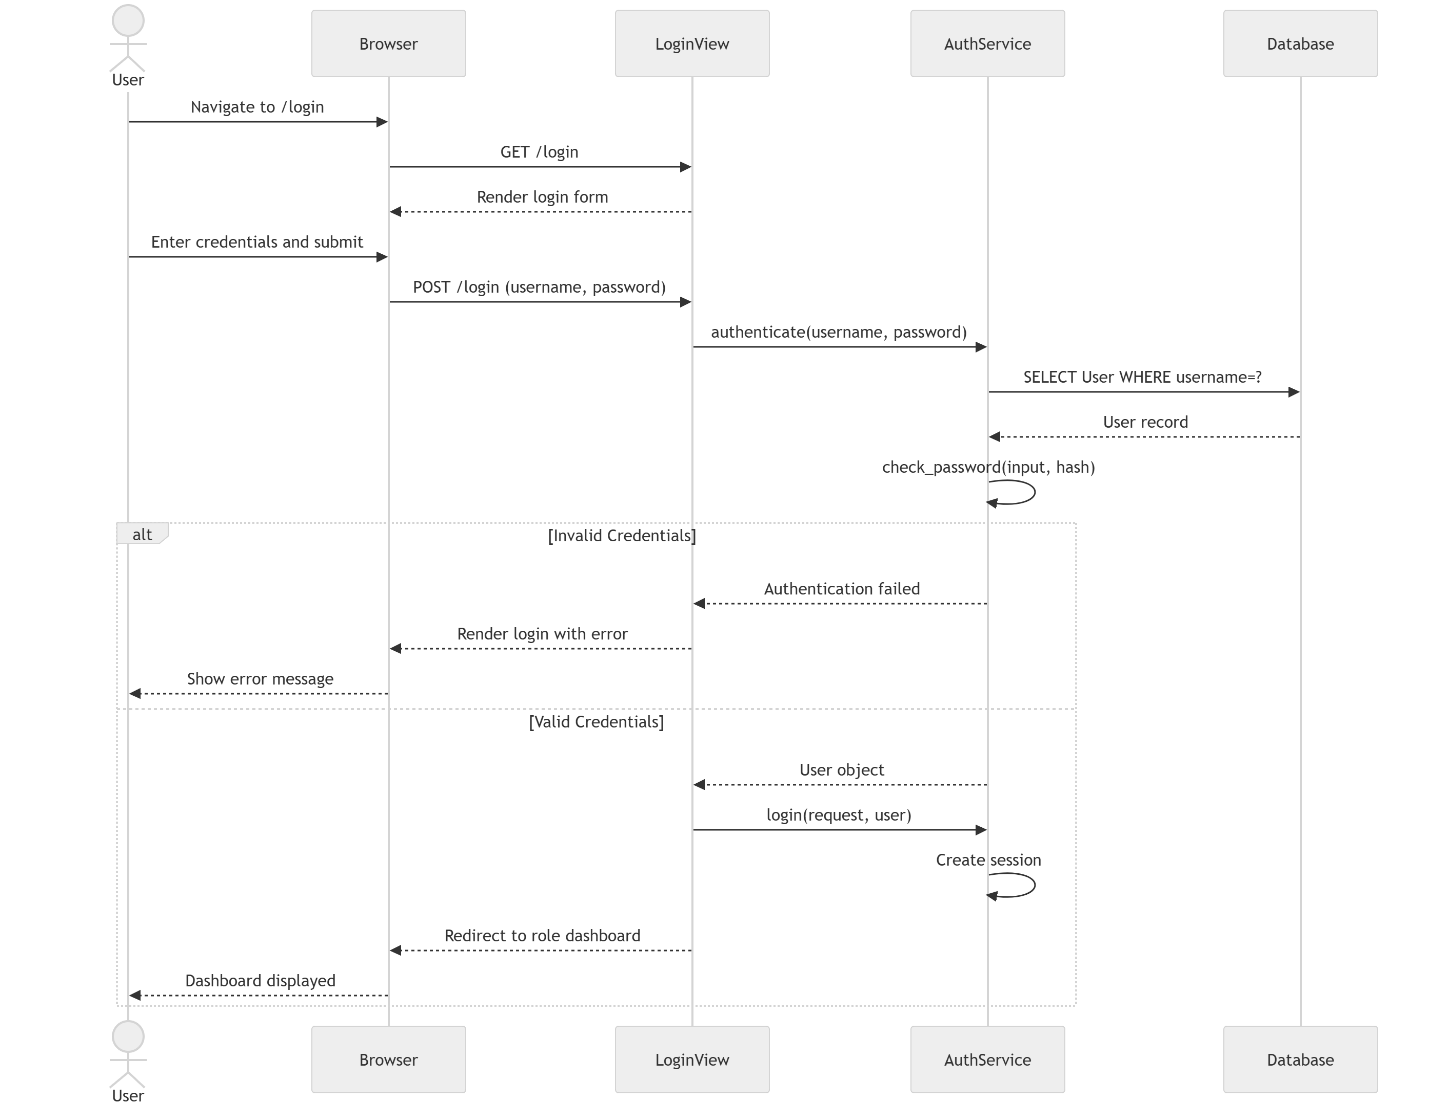 User
Browser
LoginView
AuthService
Database
Navigate to /login
GET /login
Render login form
Enter credentials and submit
POST /login (username, password)
authenticate(username, password)
SELECT User WHERE username=?
User record
check_password(input, hash)
alt
[Invalid Credentials]
Authentication failed
Render login with error
Show error message
[Valid Credentials]
User object
login(request, user)
Create session
Redirect to role dashboard
Dashboard displayed
User
Browser
LoginView
AuthService
Database